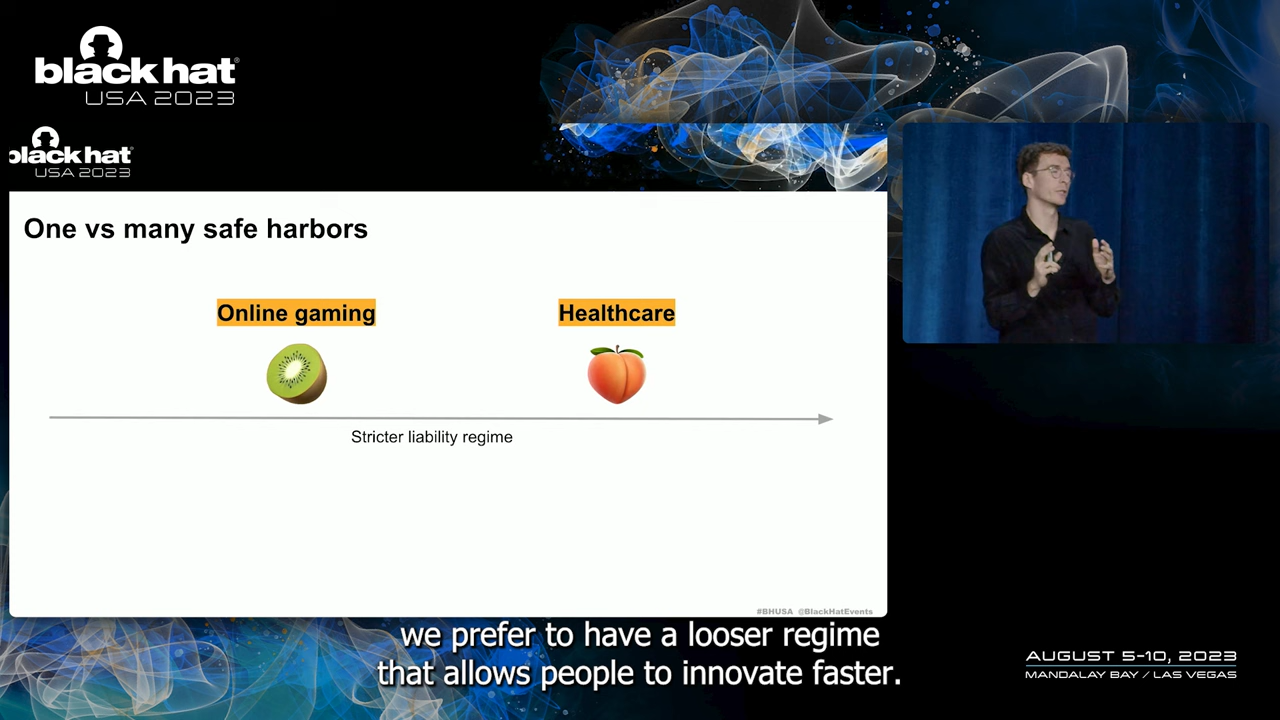 black hat®
USA 2023
black hat®
USA 2023
One vs many safe harbors
Online gaming
Healthcare
Stricter liability regime
#BHUSA @BlackHatEvents
we prefer to have a looser regime
that allows people to innovate faster.
AUGUST 5-10, 2023
MANDALAY BAY / LAS VEGAS